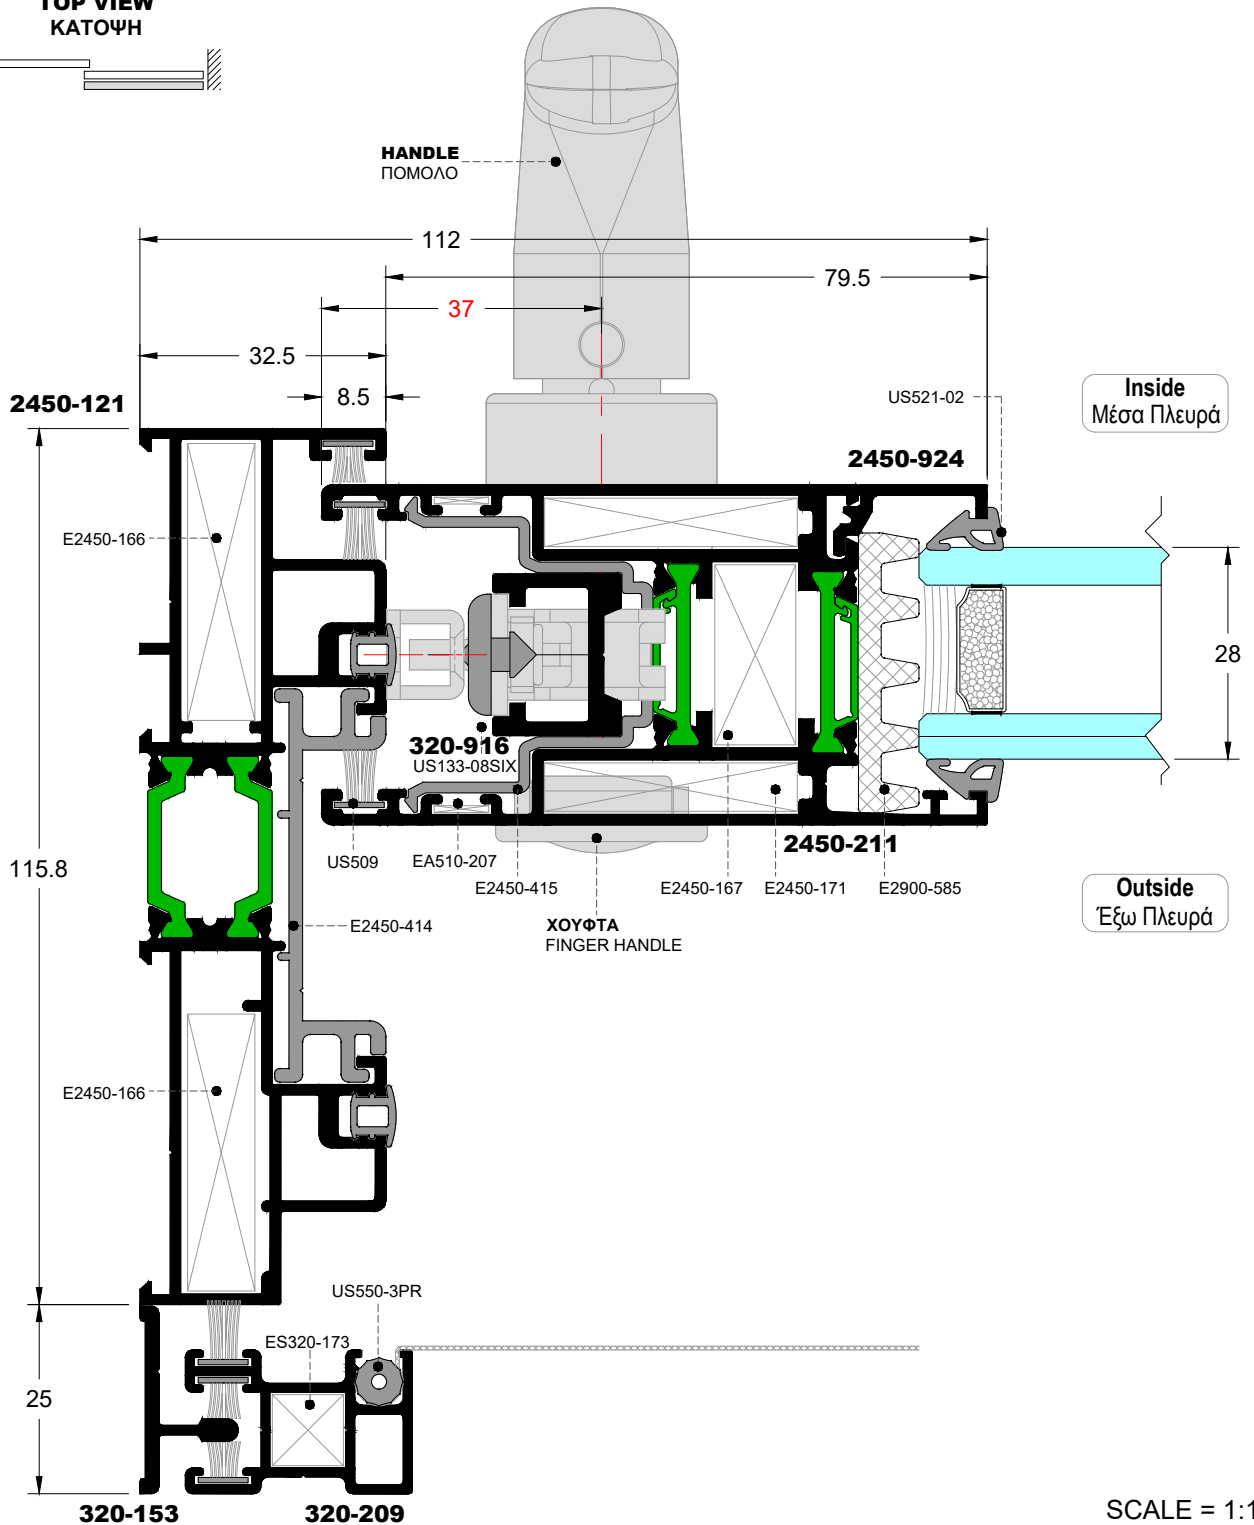 TOP VIEW
ΚΑΤΟΨΗ
HANDLE
ΠΟΜΟΛΟ
112
79.5
37
32.5
8.5
2450-121
US521-02
Inside
Μέσα Πλευρά
2450-924
E2450-166
28
320-916
US133-08SIX
2450-211
115.8
US509
EA510-207
E2450-415
E2450-167
E2450-171
E2900-585
Outside
Έξω Πλευρά
E2450-414
ΧΟΥΦΤΑ
FINGER HANDLE
E2450-166
US550-3PR
ES320-173
25
320-153
320-209
SCALE = 1:1